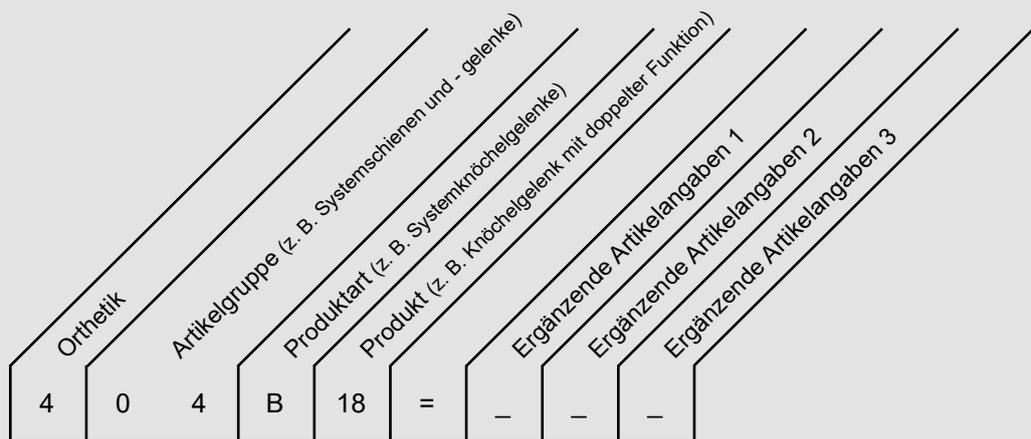 Orthetik
Artikelgruppe (z. B. Systemschienen und - gelenke)
Produktart (z. B. Systemknöchelgelenke)
Produkt (z. B. Knöchelgelenk mit doppelter Funktion)
Ergänzende Artikelangaben 1
Ergänzende Artikelangaben 2
Ergänzende Artikelangaben 3
4 0 4 B 18 = _ _ _